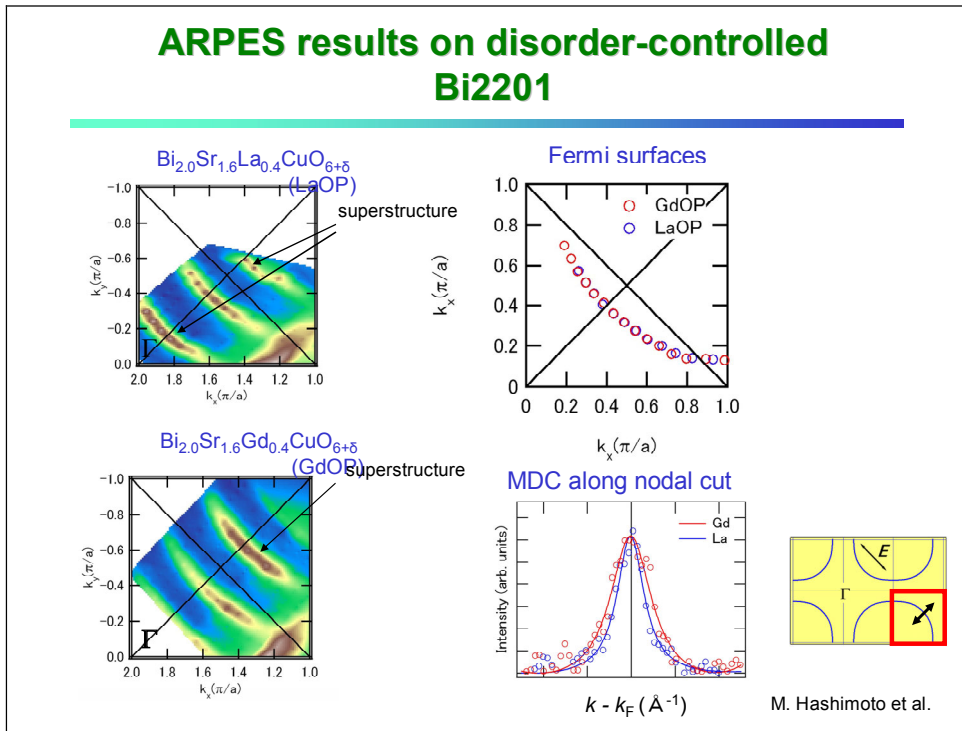 ARPES results on disorder-controlled
Bi2201
Bi2.0Sr1.6La0.4CuO6+δ
(LaOP)
superstructure
-1.0
-0.8
-0.6
-0.4
-0.2
0.0
ky(π/a)
Γ
2.0 1.8 1.6 1.4 1.2 1.0
kx(π/a)
Fermi surfaces
1.0
0.8
0.6
0.4
0.2
0
kx(π/a)
GdOP
LaOP
0 0.2 0.4 0.6 0.8 1.0
kx(π/a)
Bi2.0Sr1.6Gd0.4CuO6+δ
(GdOP)
superstructure
-1.0
-0.8
-0.6
-0.4
-0.2
0.0
ky(π/a)
Γ
2.0 1.8 1.6 1.4 1.2 1.0
kx(π/a)
MDC along nodal cut
Intensity (arb. units)
Gd
La
k - kF (Å-1)
E
Γ
M. Hashimoto et al.